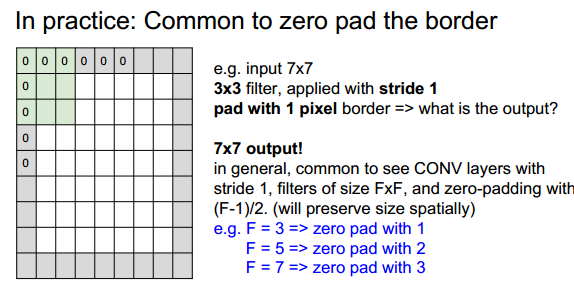 In practice: Common to zero pad the border
0 0 0 0 0 0
0
0
0
0
e.g. input 7x7
3x3 filter, applied with stride 1
pad with 1 pixel border => what is the output?
7x7 output!
in general, common to see CONV layers with
stride 1, filters of size FxF, and zero-padding with
(F-1)/2. (will preserve size spatially)
e.g. F = 3 => zero pad with 1
F = 5 => zero pad with 2
F = 7 => zero pad with 3